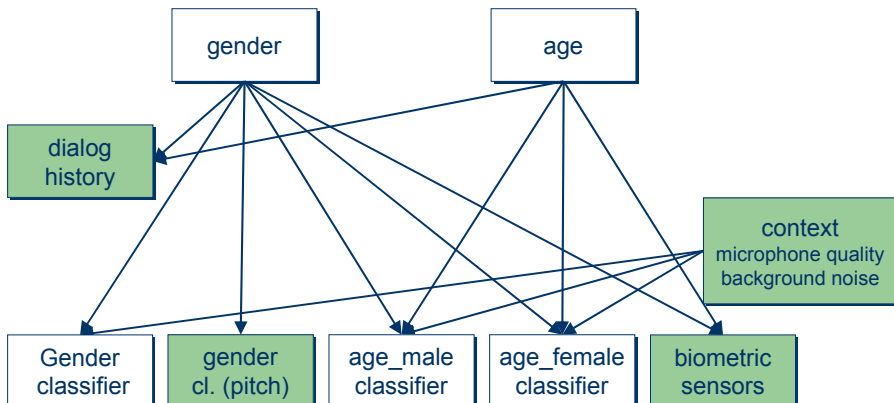 gender
age
dialog
history
context
microphone quality
background noise
Gender
classifier
gender
cl. (pitch)
age_male
classifier
age_female
classifier
biometric
sensors